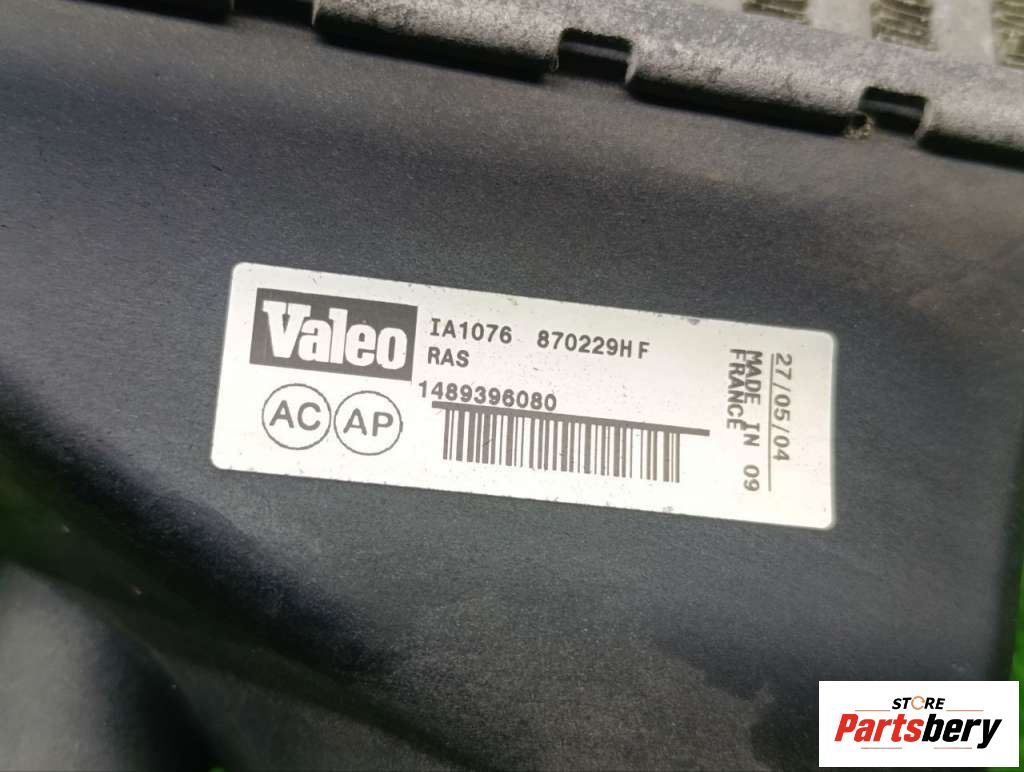 Valeo
IA1076 870229H F
RAS
1489396080
AC AP
27/05/04
MADE IN 09
FRANCE
STORE
Partsbery